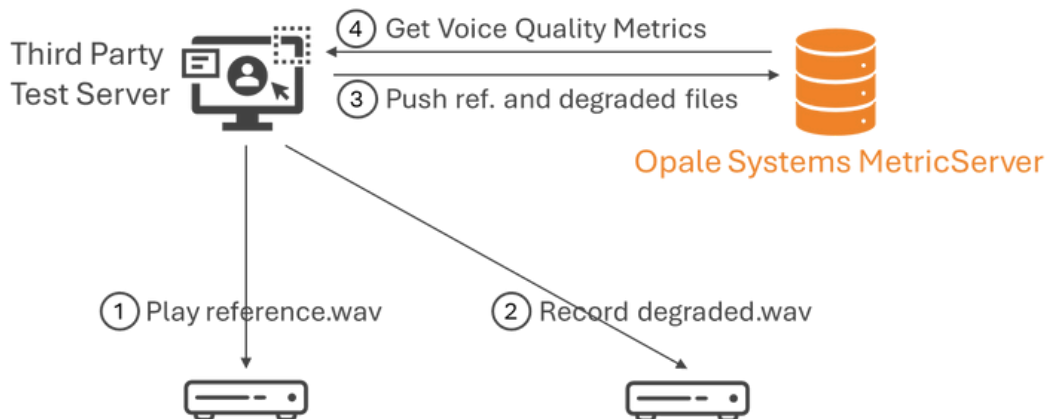 Third Party
Test Server
4 Get Voice Quality Metrics
3 Push ref. and degraded files
Opale Systems MetricServer
1 Play reference.wav
2 Record degraded.wav